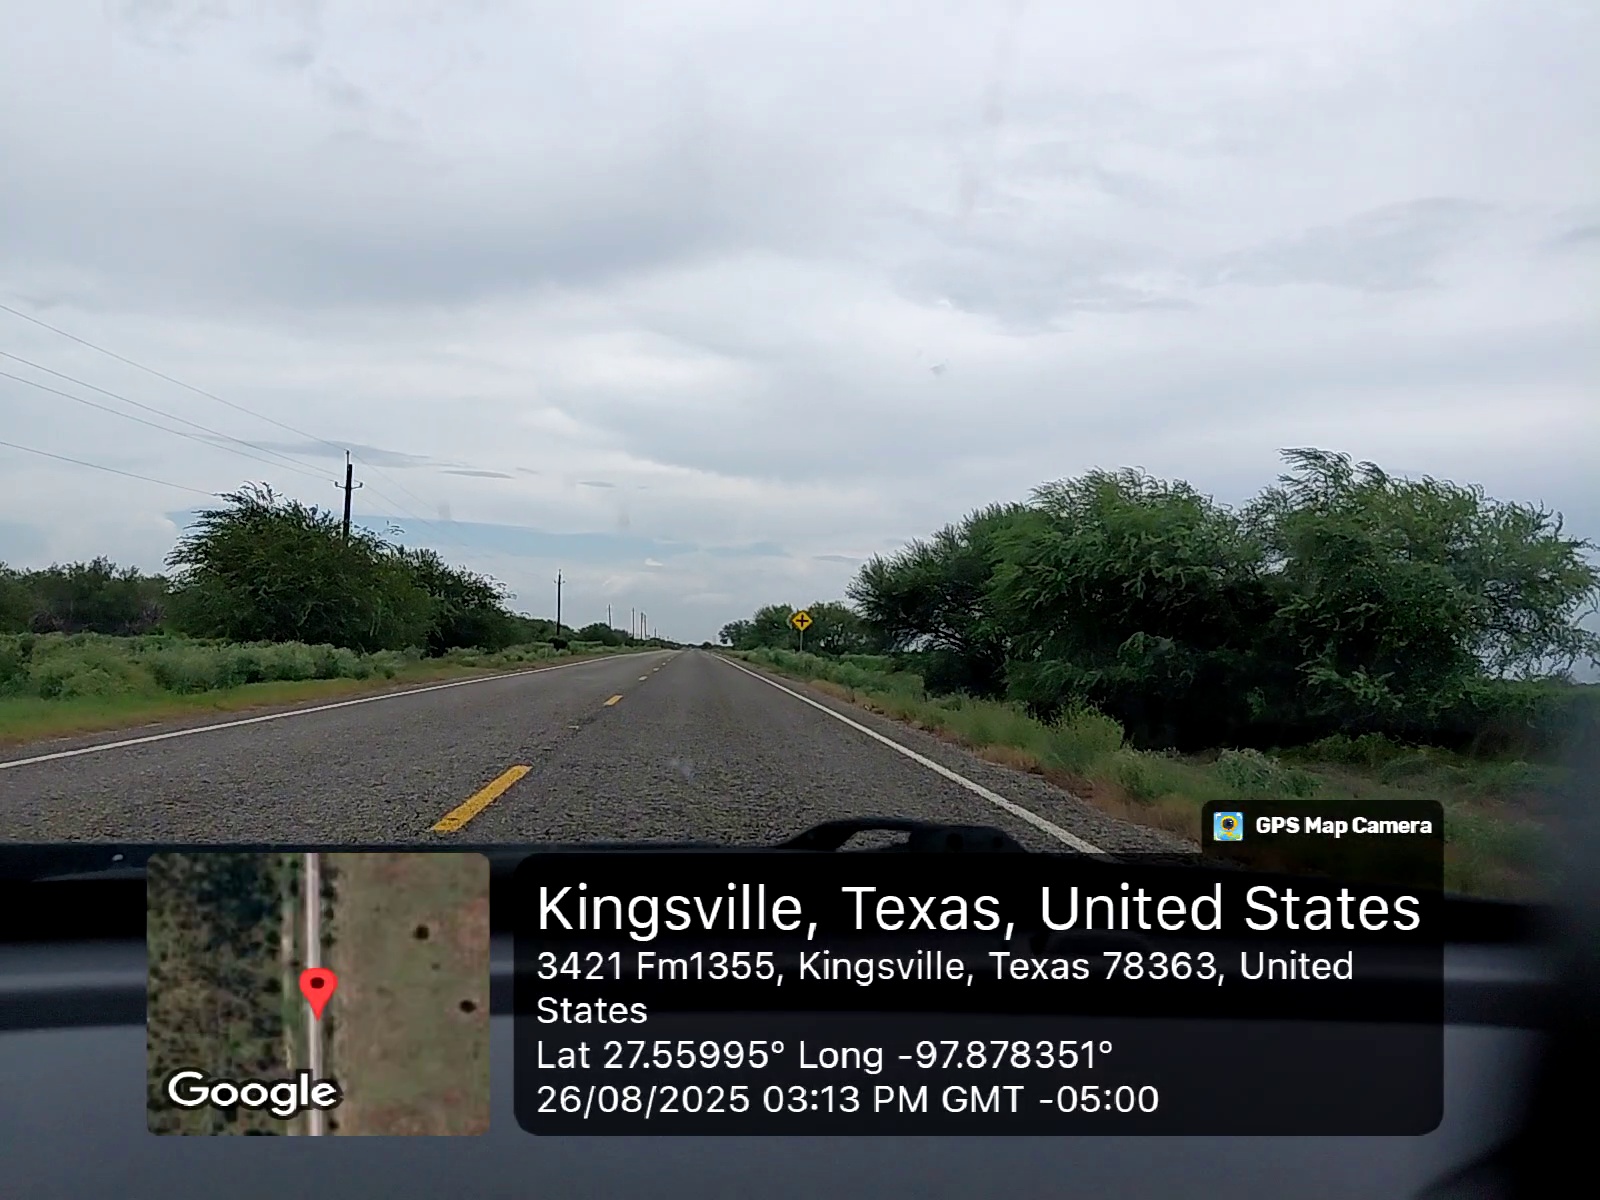 GPS Map Camera
Kingsville, Texas, United States
3421 Fm1355, Kingsville, Texas 78363, United
States
Lat 27.55995° Long -97.878351°
26/08/2025 03:13 PM GMT -05:00
Google